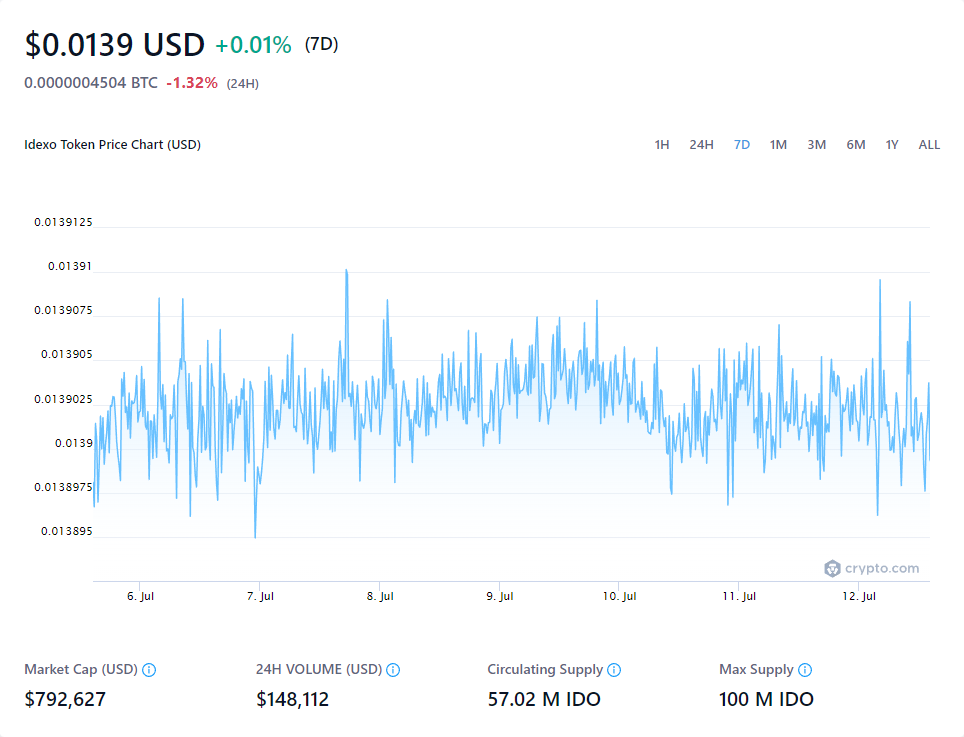 $0.0139 USD +0.01% (7D)
0.0000004504 BTC -1.32% (24H)
Idexo Token Price Chart (USD)
1H 24H 7D 1M 3M 6M 1Y ALL
0.0139125
0.01391
0.0139075
0.013905
0.0139025
0.0139
0.0138975
0.013895
crypto.com
6. Jul 7. Jul 8. Jul 9. Jul 10. Jul 11. Jul 12. Jul
Market Cap (USD) 24H VOLUME (USD) Circulating Supply Max Supply
$792,627 $148,112 57.02 M IDO 100 M IDO